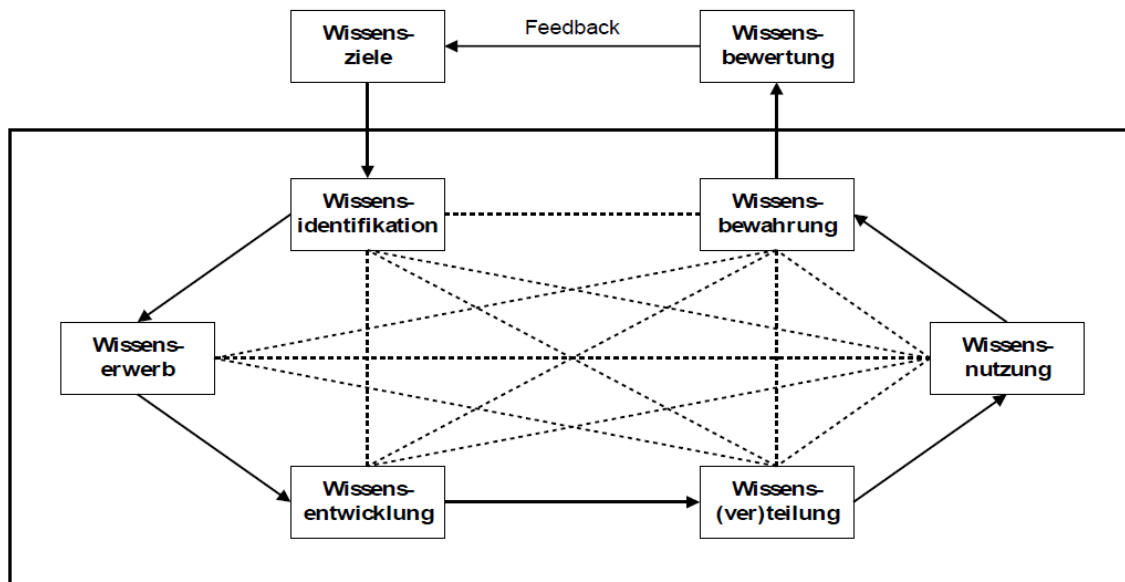 Wissens-
ziele
Feedback
Wissens-
bewertung
Wissens-
identifikation
Wissens-
bewahrung
Wissens-
erwerb
Wissens-
nutzung
Wissens-
entwicklung
Wissens-
(ver)teilung